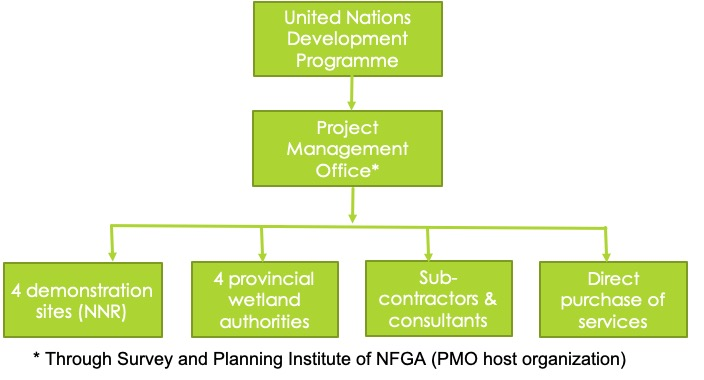 United Nations
Development
Programme
Project
Management
Office*
4 demonstration
sites (NNR)
4 provincial
wetland
authorities
Sub-
contractors &
consultants
Direct
purchase of
services
* Through Survey and Planning Institute of NFGA (PMO host organization)